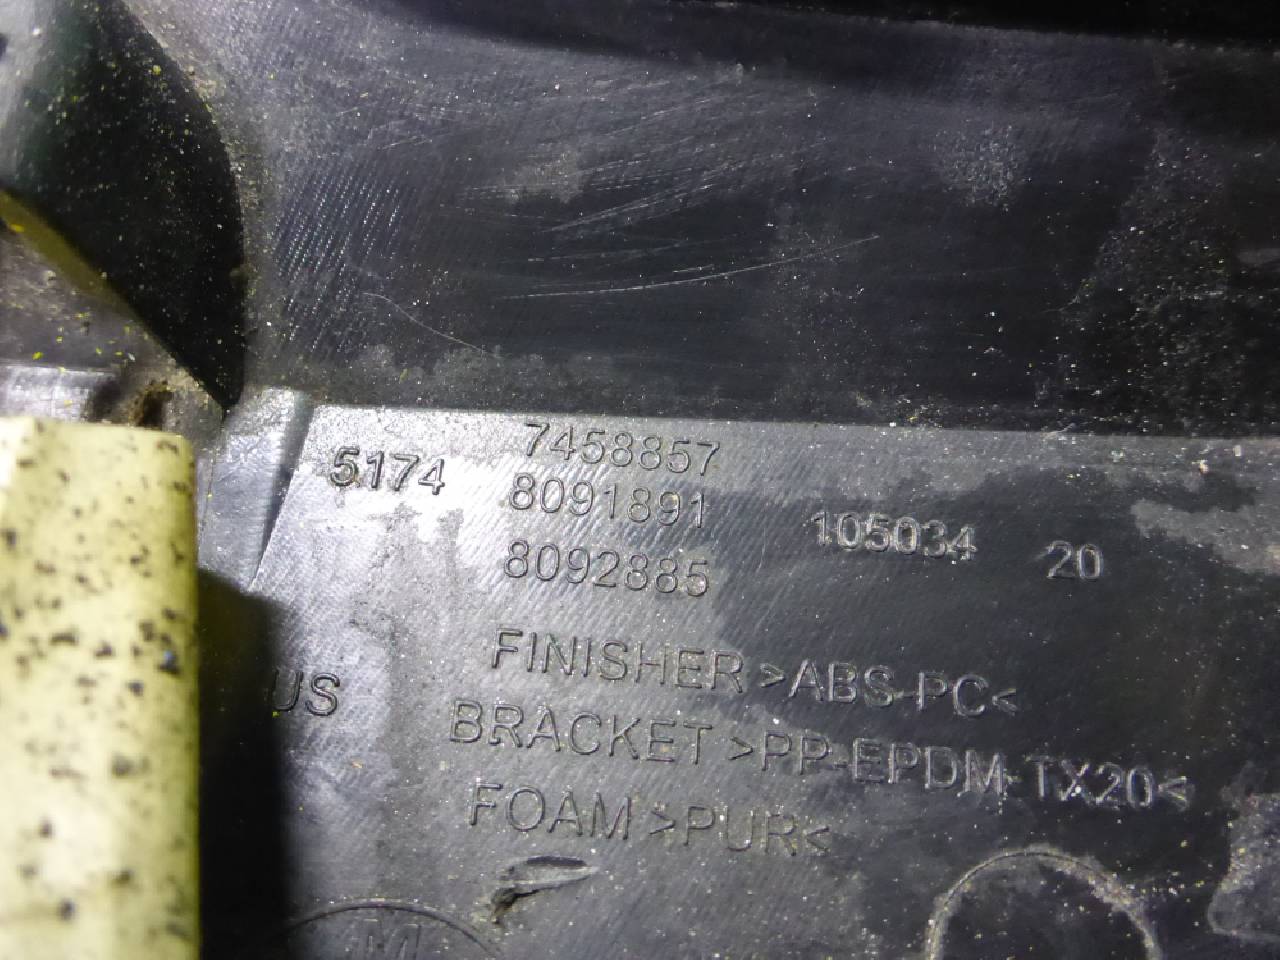 7458857
5174 8091891 105034 20
8092885
FINISHER >ABS-PC<
US
BRACKET >PP-EPDM-TX20<
FOAM >PUR<
M